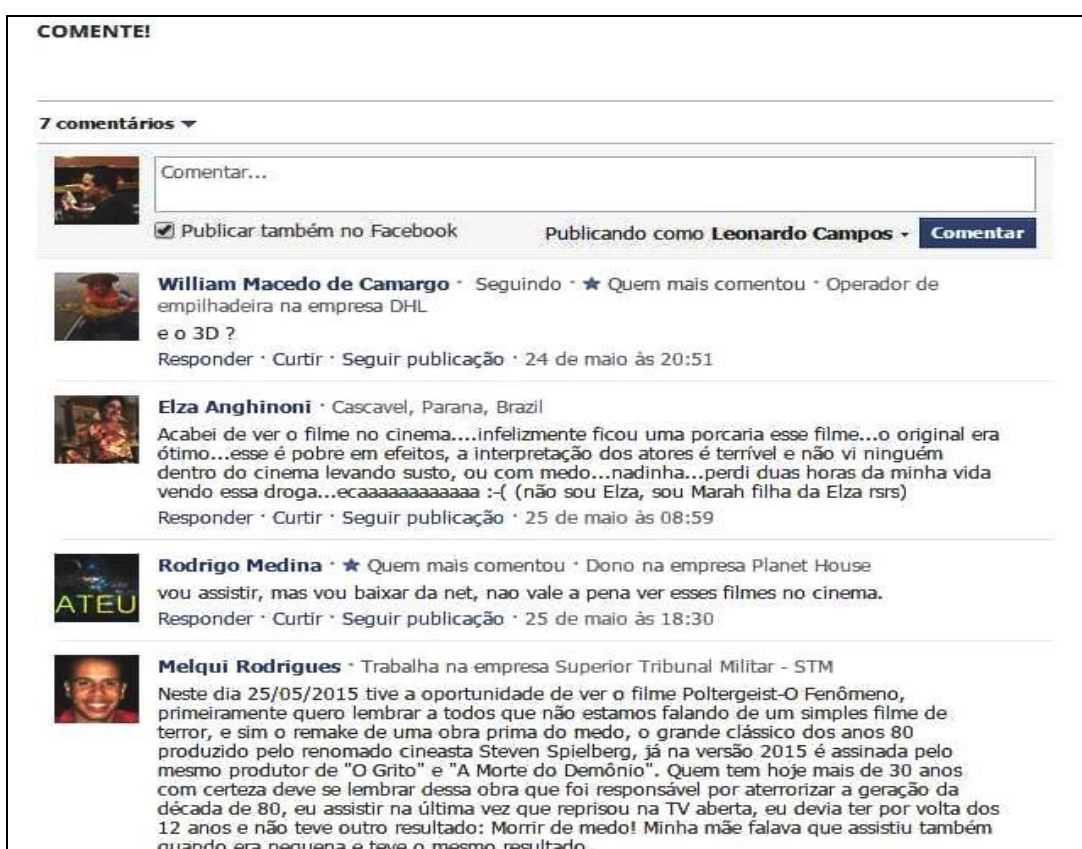 COMENTE!
7 comentários
Comentar...
Publicar também no Facebook
Publicando como Leonardo Campos
Comentar
William Macedo de Camargo · Seguindo · ★ Quem mais comentou · Operador de
empilhadeira na empresa DHL
e o 3D ?
Responder · Curtir · Seguir publicação · 24 de maio às 20:51
Elza Anghinoni · Cascavel, Parana, Brazil
Acabei de ver o filme no cinema....infelizmente ficou uma porcaria esse filme...o original era
ótimo...esse é pobre em efeitos, a interpretação dos atores é terrível e não vi ninguém
dentro do cinema levando susto, ou com medo...nadinha...perdi duas horas da minha vida
vendo essa droga...ecaaaaaaaaaaaa :-( (não sou Elza, sou Marah filha da Elza rsrs)
Responder · Curtir · Seguir publicação · 25 de maio às 08:59
ATEU
Rodrigo Medina · ★ Quem mais comentou · Dono na empresa Planet House
vou assistir, mas vou baixar da net, nao vale a pena ver esses filmes no cinema.
Responder · Curtir · Seguir publicação · 25 de maio às 18:30
Melqui Rodrigues · Trabalha na empresa Superior Tribunal Militar - STM
Neste dia 25/05/2015 tive a oportunidade de ver o filme Poltergeist-O Fenômeno,
primeiramente quero lembrar a todos que não estamos falando de um simples filme de
terror, e sim o remake de uma obra prima do medo, o grande clássico dos anos 80
produzido pelo renomado cineasta Steven Spielberg, já na versão 2015 é assinada pelo
mesmo produtor de "O Grito" e "A Morte do Demônio". Quem tem hoje mais de 30 anos
com certeza deve se lembrar dessa obra que foi responsável por aterrorizar a geração da
década de 80, eu assistir na última vez que reprisou na TV aberta, eu devia ter por volta dos
12 anos e não teve outro resultado: Morrir de medo! Minha mãe falava que assistiu também
quando era pequena e teve o mesmo resultado.